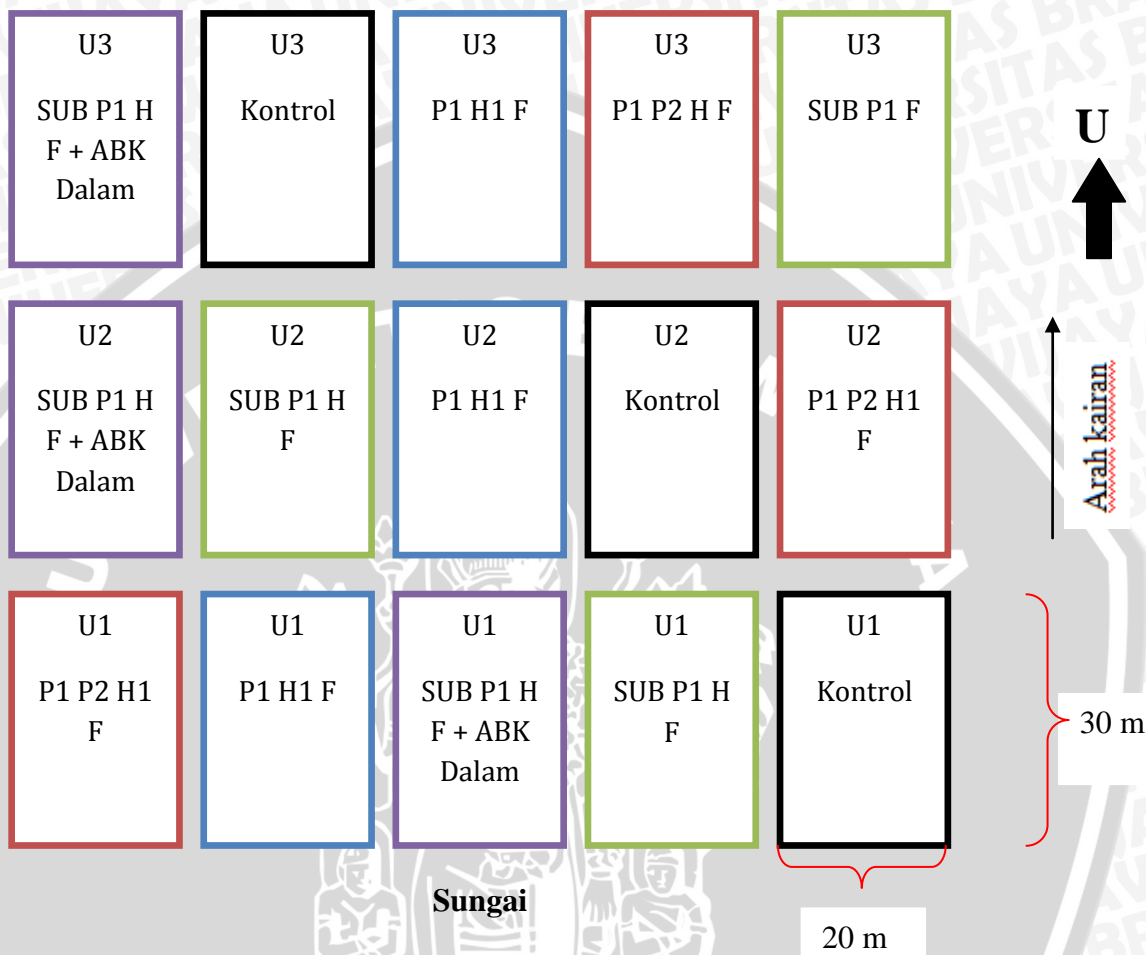 U3
SUB P1 H
F + ABK
Dalam
U3
Kontrol
U3
P1 H1 F
U3
P1 P2 H F
U3
SUB P1 F
U
U2
SUB P1 H
F + ABK
Dalam
U2
SUB P1 H
F
U2
P1 H1 F
U2
Kontrol
U2
P1 P2 H1
F
Arah kairan
U1
P1 P2 H1
F
U1
P1 H1 F
U1
SUB P1 H
F + ABK
Dalam
U1
SUB P1 H
F
U1
Kontrol
30 m
Sungai
20 m